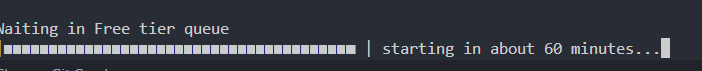 Waiting in Free tier queue
|■■■■■■■■■■■■■■■■■■■■■■■■■■■■■■■■■■■■■■■ | starting in about 60 minutes...